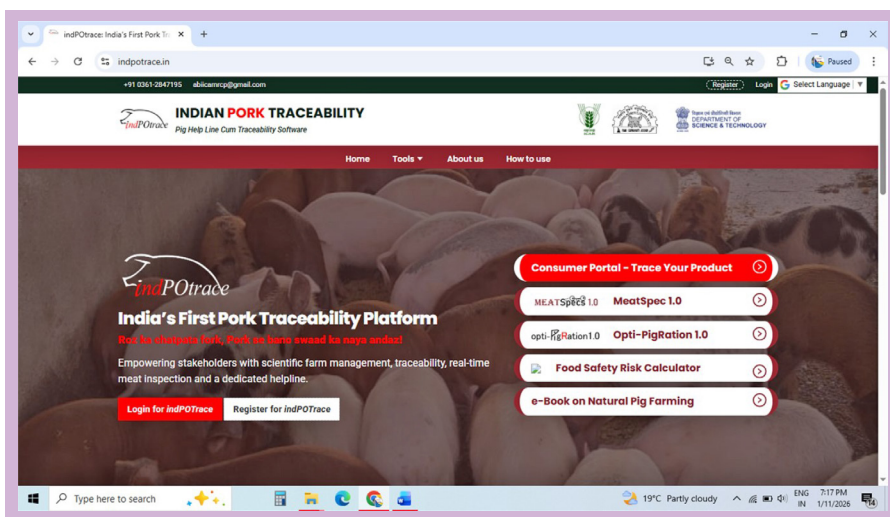 indPOtrace: India's First Pork Tr
indpotrace.in
Paused
+91 0361-2847195 abiicamrcp@gmail.com
Register Login G Select Language ▼
indPOtrace
INDIAN PORK TRACEABILITY
Pig Help Line Cum Traceability Software
DEPARTMENT OF
SCIENCE & TECHNOLOGY
Home Tools ▼ About us How to use
indPOtrace
India's First Pork Traceability Platform
Roz ka chatpata fork, Pork se bano swaad ka naya andaz!
Empowering stakeholders with scientific farm management, traceability, real-time
meat inspection and a dedicated helpline.
Login for indPOTrace Register for indPOTrace
Consumer Portal - Trace Your Product
MEATSpecs 1.0 MeatSpec 1.0
opti-PigRation1.0 Opti-PigRation 1.0
Food Safety Risk Calculator
e-Book on Natural Pig Farming
Type here to search
19°C Partly cloudy
ENG 7:17 PM
IN 1/11/2026
14